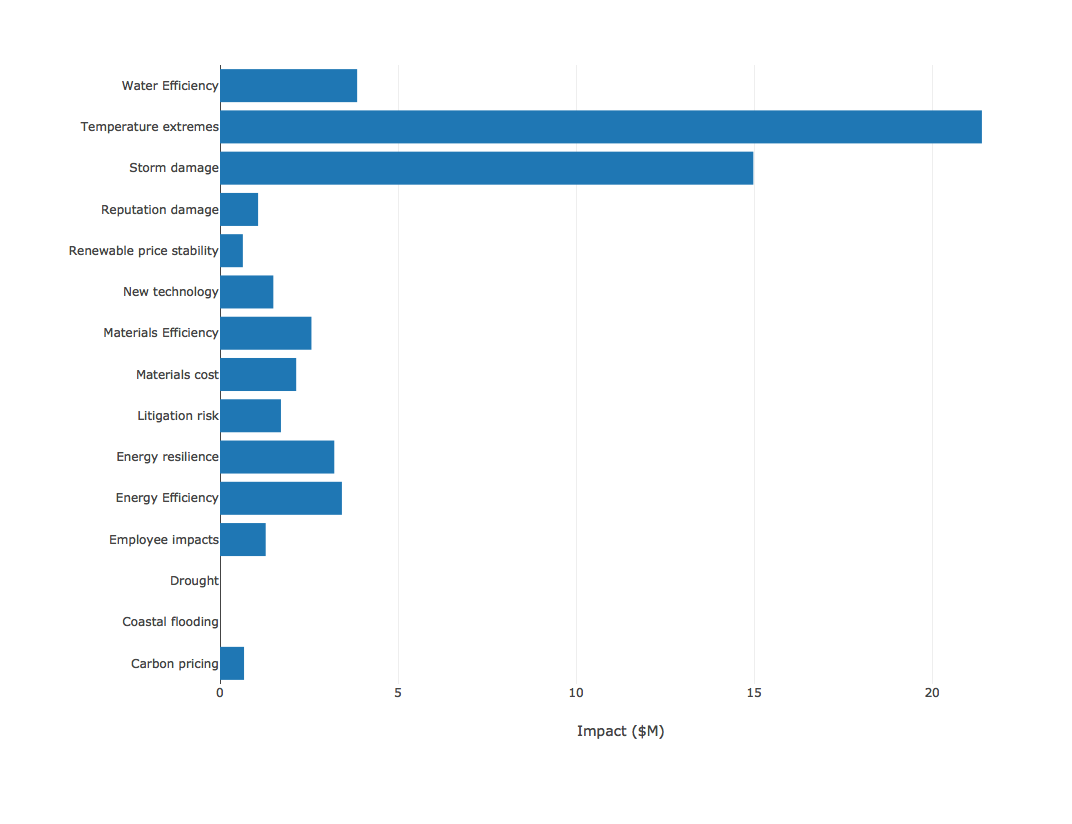 Water Efficiency
Temperature extremes
Storm damage
Reputation damage
Renewable price stability
New technology
Materials Efficiency
Materials cost
Litigation risk
Energy resilience
Energy Efficiency
Employee impacts
Drought
Coastal flooding
Carbon pricing
0 5 10 15 20
Impact ($M)